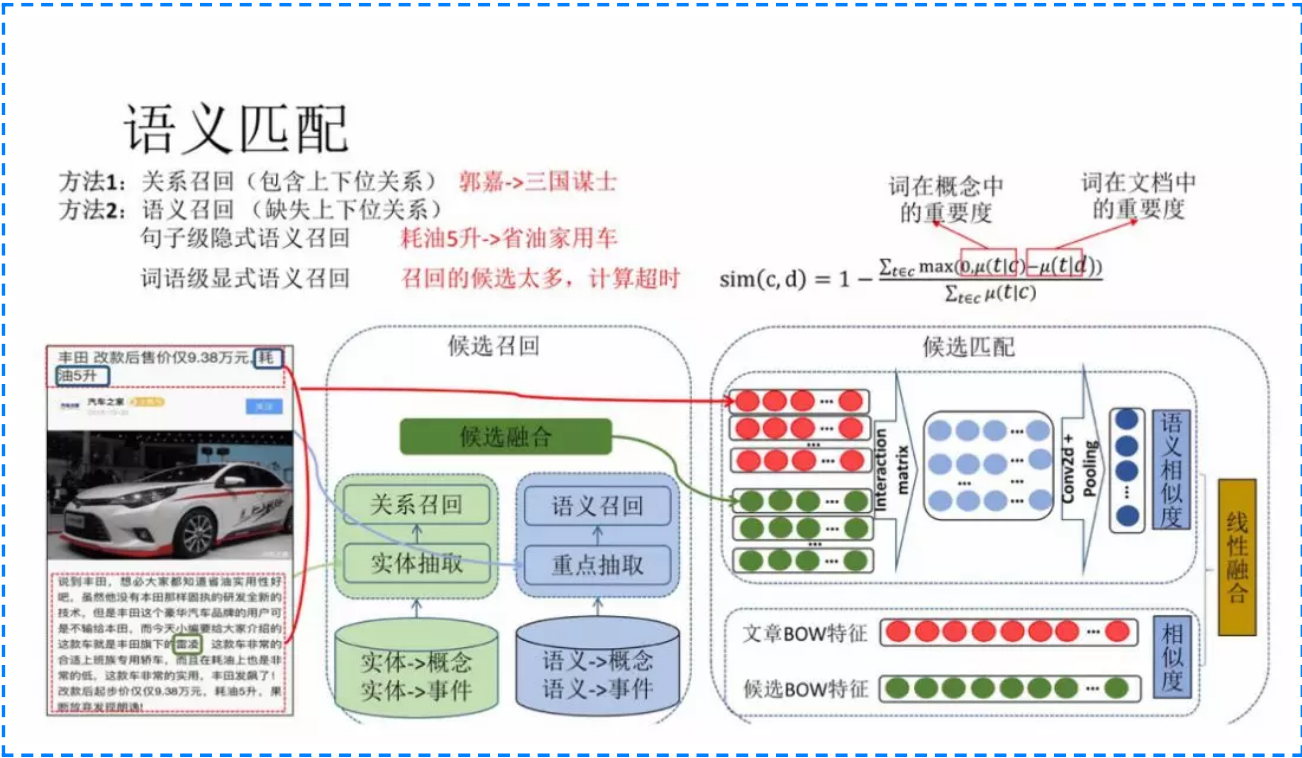 语义匹配
方法1：关系召回（包含上下位关系） 郭嘉->三国谋士
方法2：语义召回 （缺失上下位关系）
句子级隐式语义召回 耗油5升->省油家用车
词语级显式语义召回 召回的候选太多，计算超时
词在概念中
的重要度
词在文档中
的重要度
sim(c, d) = 1 − ∑t∈c max(0,μ(t|c)−μ(t|d)) / ∑t∈c μ(t|c)
丰田 改款后售价仅9.38万元，耗
油5升
汽车之家
关注
说到丰田，想必大家都知道省油实用性好
吧，虽然他没有本田那样固执的研发全新的
技术，但是丰田这个豪华汽车品牌的用户可
是不输给本田，而今天小编要给大家介绍的
这款车就是丰田旗下的雷凌，这款车非常的
合适上班族专用轿车，而且在耗油上也是非
常的低，这款车非常的实用，丰田发飙了！
改款后起步价仅仅9.38万元，耗油5升，果
断放弃发现朗逸!
候选召回
候选融合
关系召回
实体抽取
语义召回
重点抽取
实体->概念
实体->事件
语义->概念
语义->事件
候选匹配
...
...
...
...
...
...
...
...
Interaction
matrix
...
...
...
...
...
Conv2d +
Pooling
...
语义相似度
文章BOW特征
...
候选BOW特征
...
相似度
线性融合